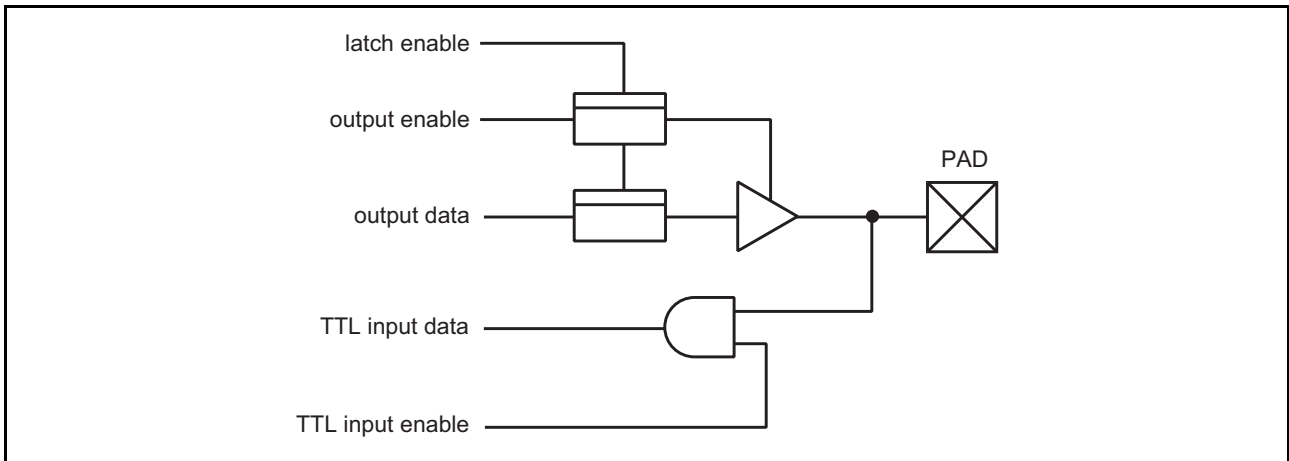 latch enable
output enable
PAD
output data
TTL input data
TTL input enable